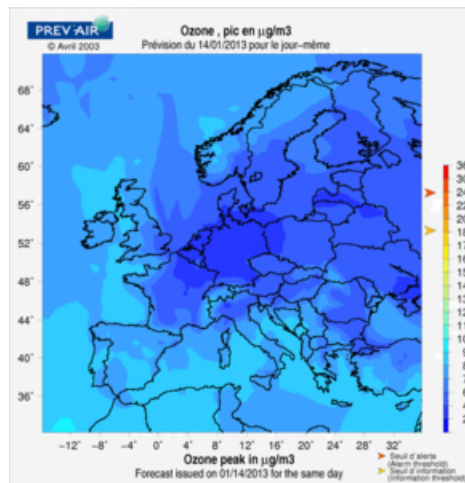 PREV'AIR
© Avril 2003
Ozone , pic en µg/m3
Prévision du 14/01/2013 pour le jour-même
68°
64°
60°
56°
52°
48°
44°
40°
36°
-12° -8° -4° 0° 4° 8° 12° 16° 20° 24° 28° 32°
Ozone peak in µg/m3
Forecast issued on 01/14/2013 for the same day
Seuil d'alerte
(Alarm threshold)
Seuil d'information
(Information threshold)